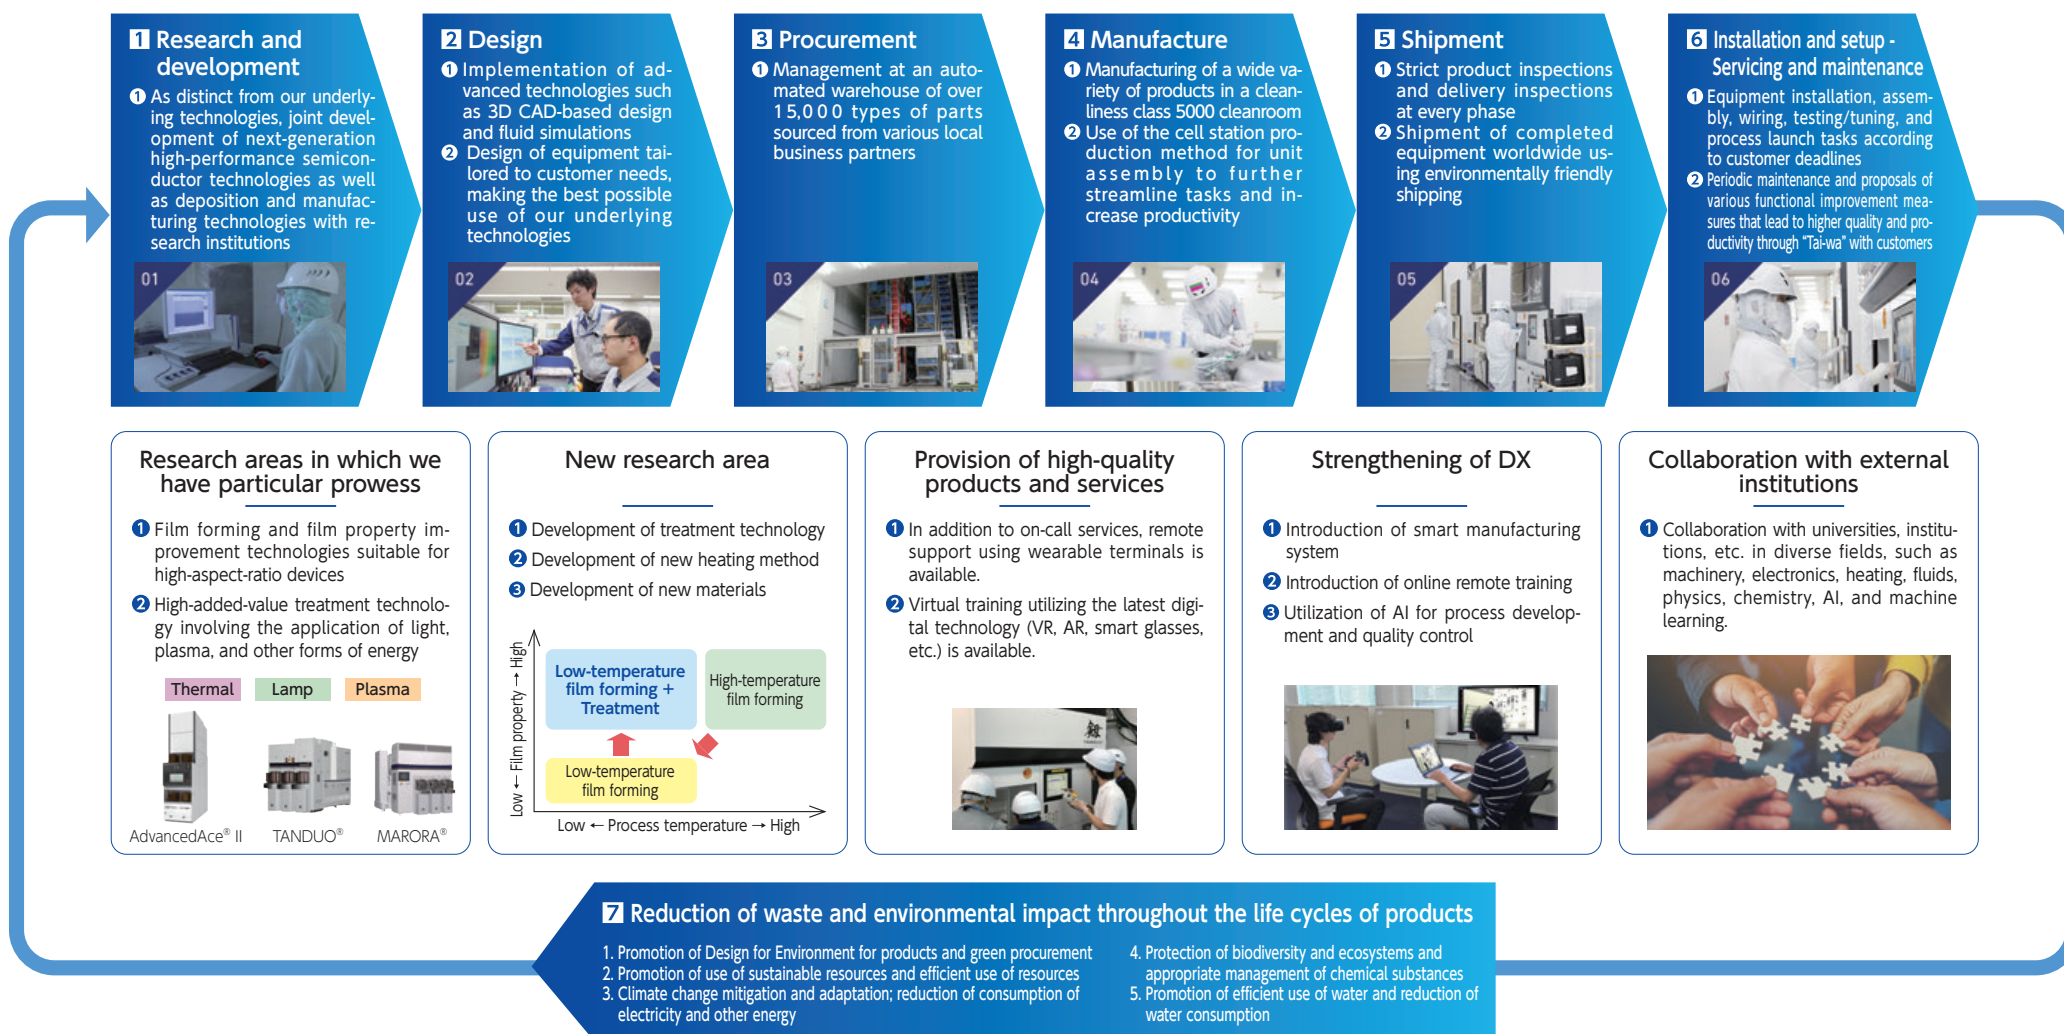 1 Research and
development
1 As distinct from our underly-
ing technologies, joint devel-
opment of next-generation
high-performance semicon-
ductor technologies as well
as deposition and manufac-
turing technologies with re-
search institutions
01
2 Design
1 Implementation of ad-
vanced technologies such
as 3D CAD-based design
and fluid simulations
2 Design of equipment tai-
lored to customer needs,
making the best possible
use of our underlying
technologies
02
3 Procurement
1 Management at an auto-
mated warehouse of over
15,000 types of parts
sourced from various local
business partners
03
4 Manufacture
1 Manufacturing of a wide va-
riety of products in a clean-
liness class 5000 cleanroom
2 Use of the cell station pro-
duction method for unit
assembly to further
streamline tasks and in-
crease productivity
04
5 Shipment
1 Strict product inspections
and delivery inspections
at every phase
2 Shipment of completed
equipment worldwide us-
ing environmentally friendly
shipping
05
6 Installation and setup -
Servicing and maintenance
1 Equipment installation, assem-
bly, wiring, testing/tuning, and
process launch tasks according
to customer deadlines
2 Periodic maintenance and proposals of
various functional improvement mea-
sures that lead to higher quality and pro-
ductivity through "Tai-wa" with customers
06
Research areas in which we
have particular prowess
1 Film forming and film property im-
provement technologies suitable for
high-aspect-ratio devices
2 High-added-value treatment technolo-
gy involving the application of light,
plasma, and other forms of energy
Thermal Lamp Plasma
AdvancedAce® II TANDUO® MARORA®
New research area
1 Development of treatment technology
2 Development of new heating method
3 Development of new materials
Low ← Film property → High
Low-temperature
film forming +
Treatment
High-temperature
film forming
Low-temperature
film forming
Low ← Process temperature → High
Provision of high-quality
products and services
1 In addition to on-call services, remote
support using wearable terminals is
available.
2 Virtual training utilizing the latest digi-
tal technology (VR, AR, smart glasses,
etc.) is available.
Strengthening of DX
1 Introduction of smart manufacturing
system
2 Introduction of online remote training
3 Utilization of AI for process develop-
ment and quality control
Collaboration with external
institutions
1 Collaboration with universities, institu-
tions, etc. in diverse fields, such as
machinery, electronics, heating, fluids,
physics, chemistry, AI, and machine
learning.
7 Reduction of waste and environmental impact throughout the life cycles of products
1. Promotion of Design for Environment for products and green procurement
2. Promotion of use of sustainable resources and efficient use of resources
3. Climate change mitigation and adaptation; reduction of consumption of
electricity and other energy
4. Protection of biodiversity and ecosystems and
appropriate management of chemical substances
5. Promotion of efficient use of water and reduction of
water consumption